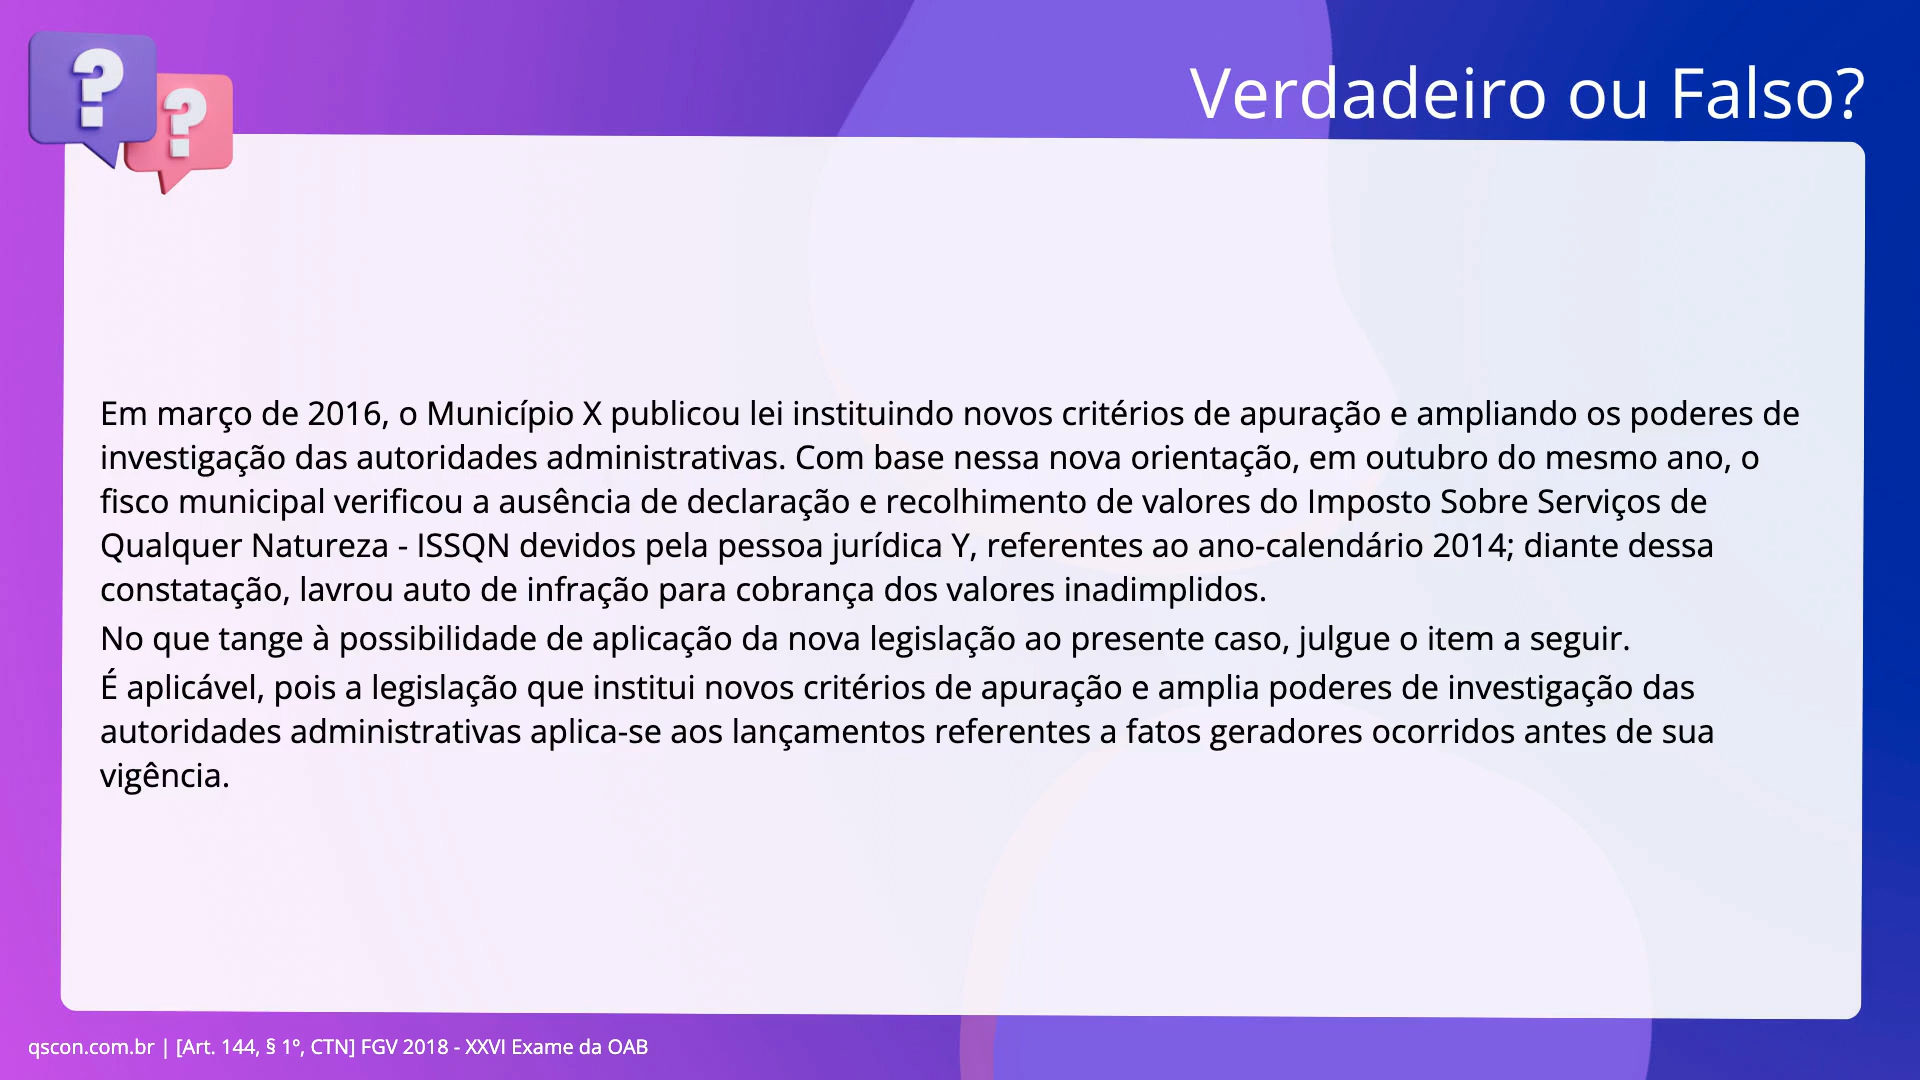 Verdadeiro ou Falso?
Em março de 2016, o Município X publicou lei instituindo novos critérios de apuração e ampliando os poderes de
investigação das autoridades administrativas. Com base nessa nova orientação, em outubro do mesmo ano, o
fisco municipal verificou a ausência de declaração e recolhimento de valores do Imposto Sobre Serviços de
Qualquer Natureza - ISSQN devidos pela pessoa jurídica Y, referentes ao ano-calendário 2014; diante dessa
constatação, lavrou auto de infração para cobrança dos valores inadimplidos.
No que tange à possibilidade de aplicação da nova legislação ao presente caso, julgue o item a seguir.
É aplicável, pois a legislação que institui novos critérios de apuração e amplia poderes de investigação das
autoridades administrativas aplica-se aos lançamentos referentes a fatos geradores ocorridos antes de sua
vigência.
qscon.com.br | [Art. 144, § 1º, CTN] FGV 2018 - XXVI Exame da OAB